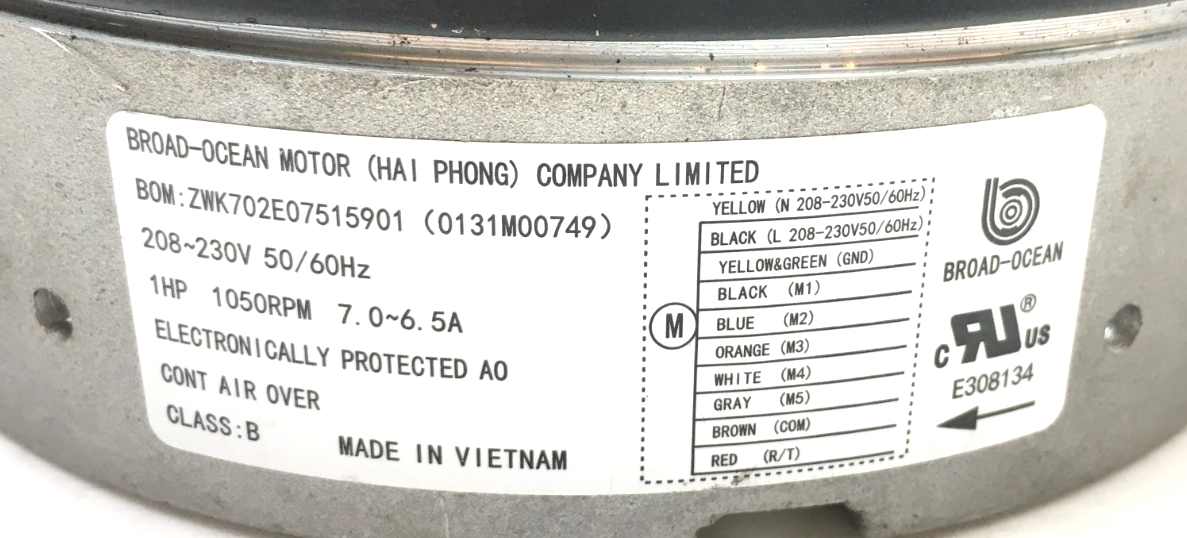 BROAD-OCEAN MOTOR (HAI PHONG) COMPANY LIMITED
BOM:ZWK702E07515901 (0131M00749)
208~230V 50/60Hz
1HP 1050RPM 7.0~6.5A
ELECTRONICALLY PROTECTED AO
CONT AIR OVER
CLASS:B
MADE IN VIETNAM
M
YELLOW (N 208-230V50/60Hz)
BLACK (L 208-230V50/60Hz)
YELLOW&GREEN (GND)
BLACK (M1)
BLUE (M2)
ORANGE (M3)
WHITE (M4)
GRAY (M5)
BROWN (COM)
RED (R/T)
BROAD-OCEAN
c RU ® US
E308134